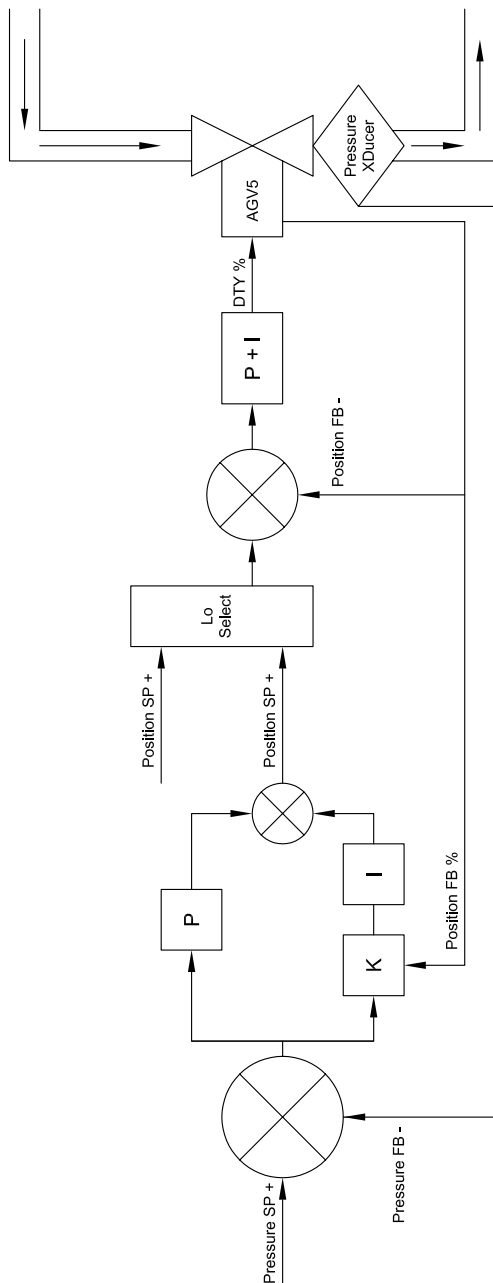 Pressure SP +
Pressure FB -
P
K
I
Position FB %
Position SP +
Position SP +
Lo
Select
Position FB -
P + I
DTY %
AGV5
Pressure
XDucer